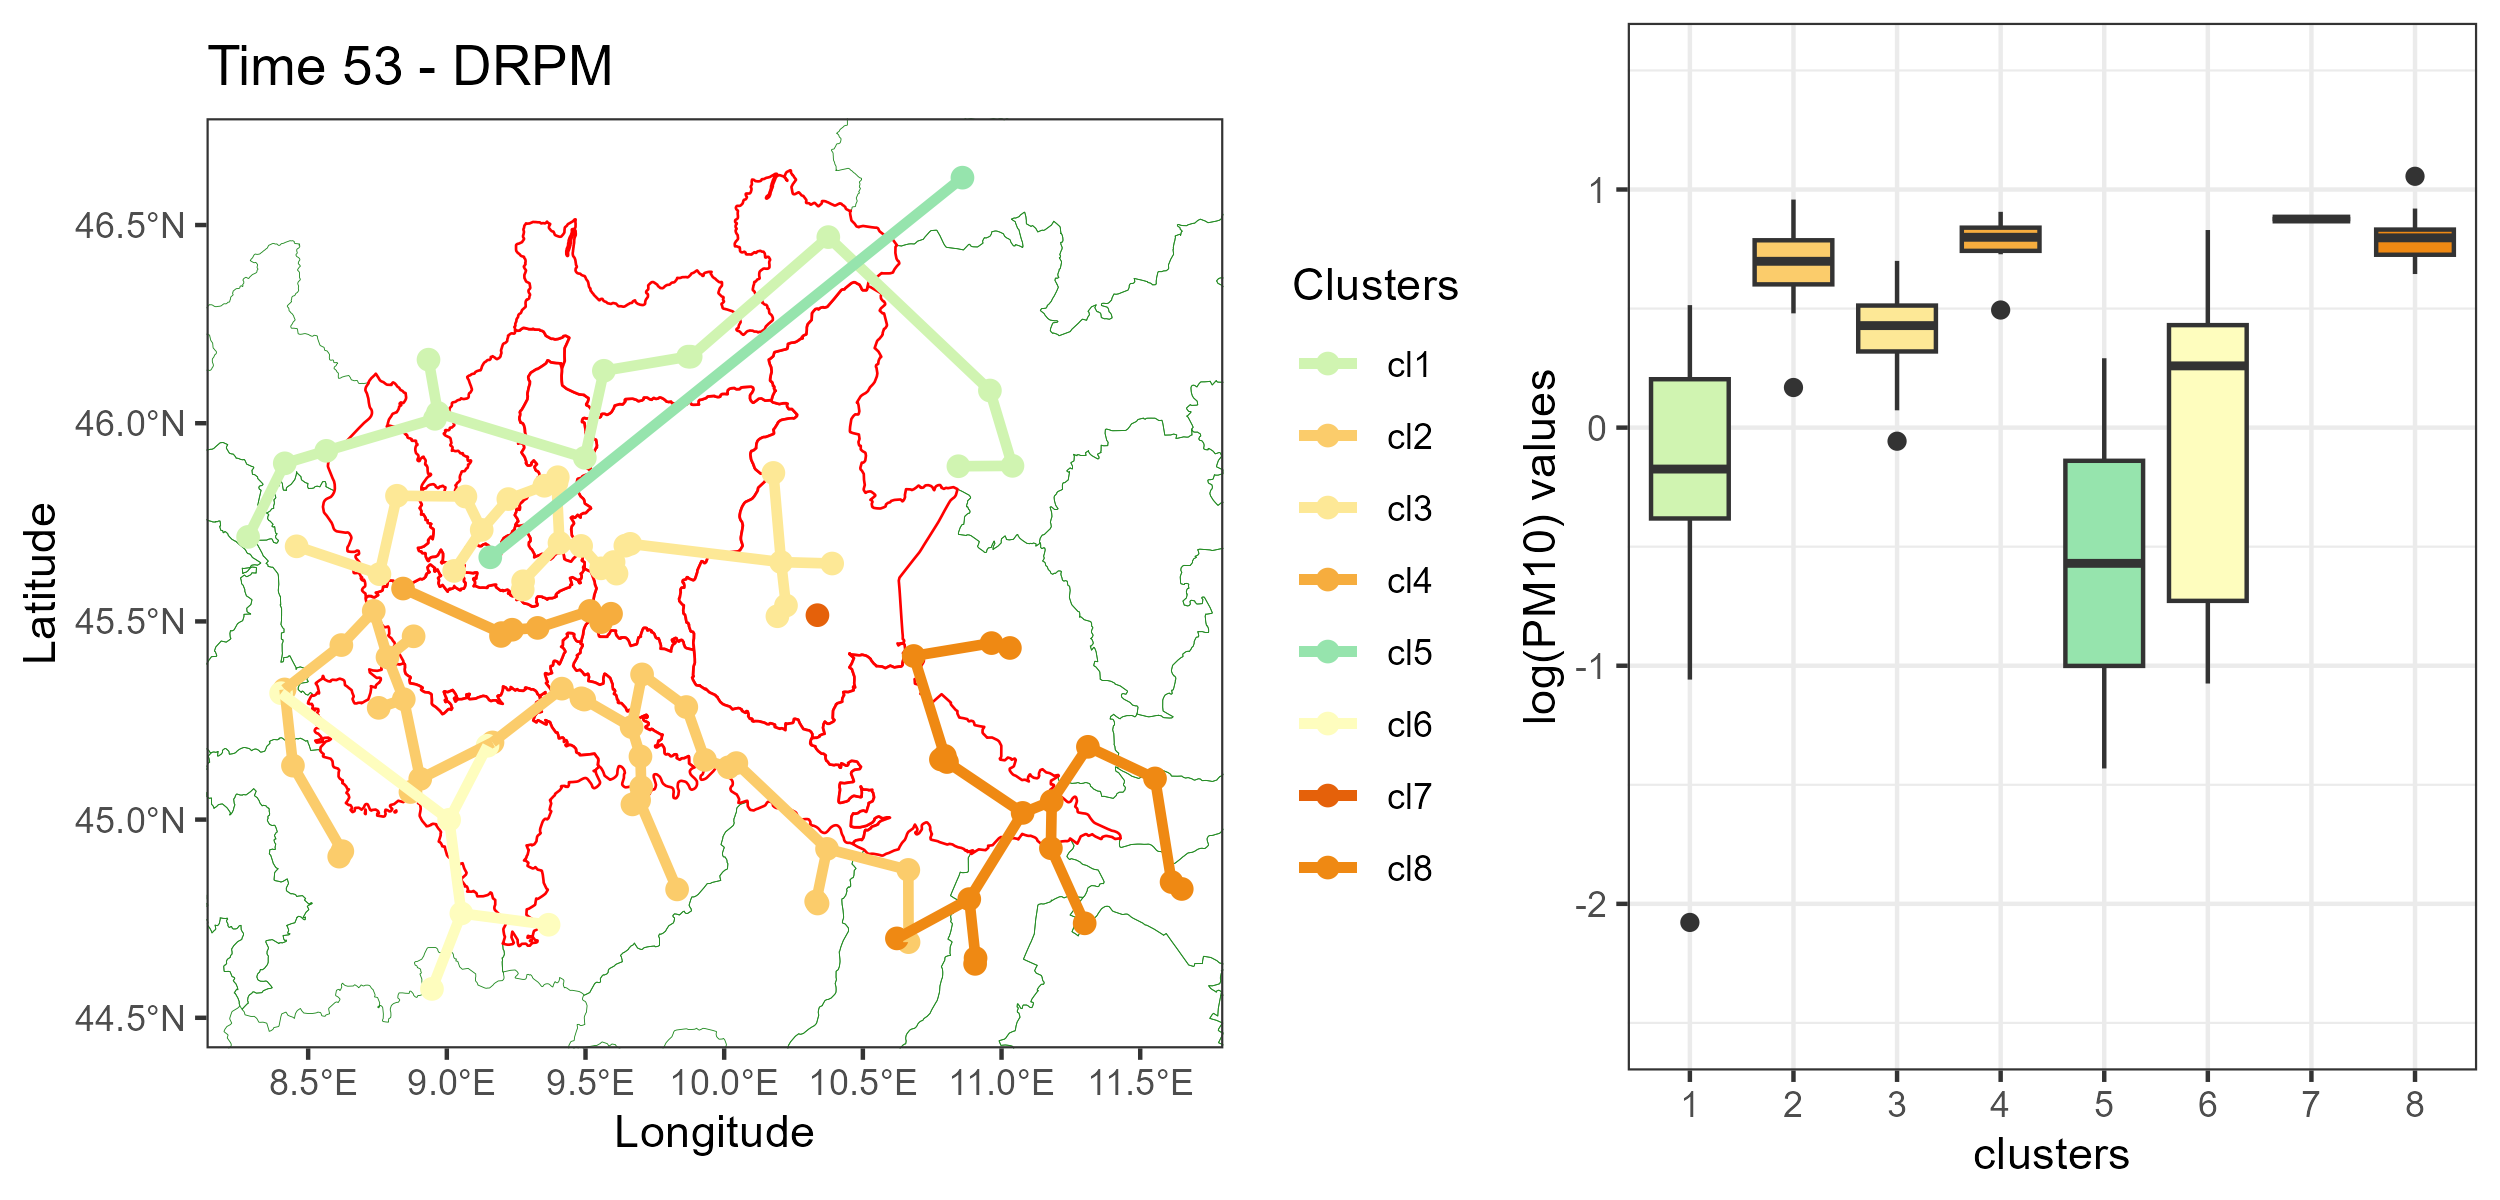 Time 53 - DRPM
46.5°N
46.0°N
45.5°N
45.0°N
44.5°N
Latitude
8.5°E 9.0°E 9.5°E 10.0°E 10.5°E 11.0°E 11.5°E
Longitude
Clusters
cl1
cl2
cl3
cl4
cl5
cl6
cl7
cl8
log(PM10) values
1
0
-1
-2
1 2 3 4 5 6 7 8
clusters